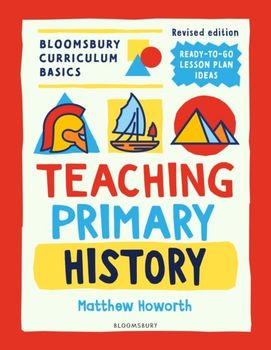 BLOOMSBURY
CURRICULUM
BASICS
Revised edition
READY-TO-GO
LESSON PLAN
IDEAS
TEACHING
PRIMARY
HISTORY
Matthew Howorth
BLOOMSBURY